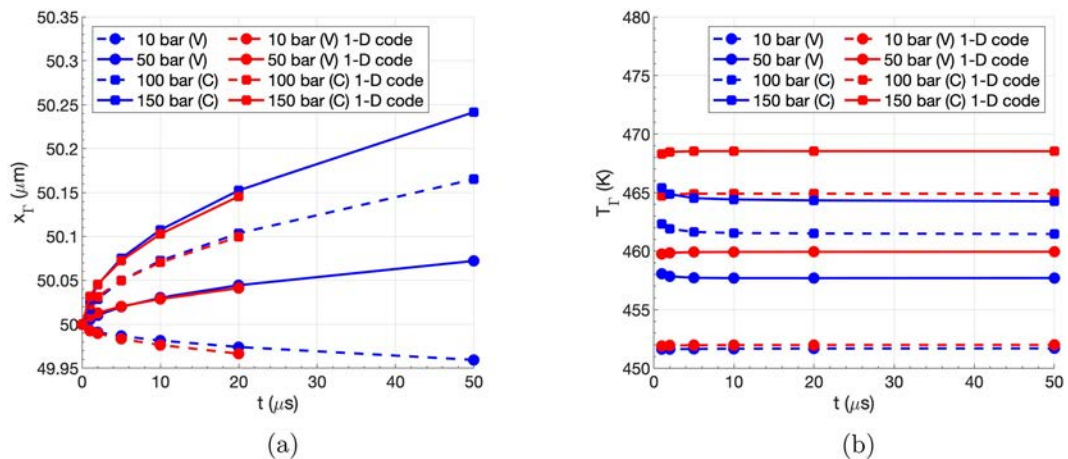 50.35
50.3
50.25
50.2
50.15
50.1
50.05
50
49.95
x_Γ (μm)
10 bar (V)
50 bar (V)
100 bar (C)
150 bar (C)
10 bar (V) 1-D code
50 bar (V) 1-D code
100 bar (C) 1-D code
150 bar (C) 1-D code
0 10 20 30 40 50
t (μs)
(a)
480
475
470
465
460
455
450
T_Γ (K)
10 bar (V)
50 bar (V)
100 bar (C)
150 bar (C)
10 bar (V) 1-D code
50 bar (V) 1-D code
100 bar (C) 1-D code
150 bar (C) 1-D code
0 10 20 30 40 50
t (μs)
(b)